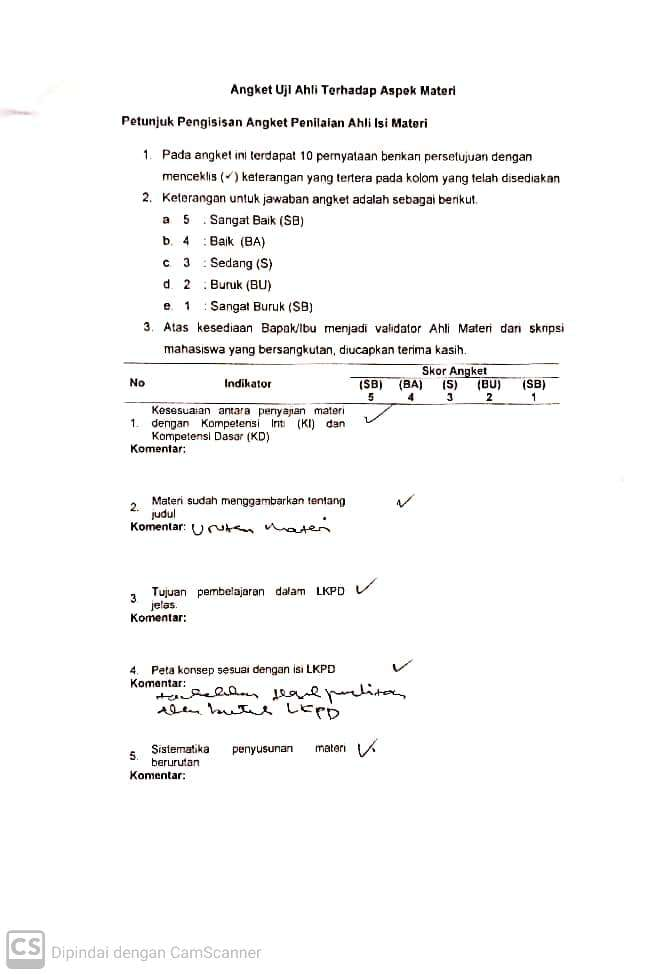 Angket Uji Ahli Terhadap Aspek Materi
Petunjuk Pengisisan Angket Penilaian Ahli Isi Materi
1. Pada angket ini terdapat 10 pernyataan berikan persetujuan dengan
menceklis (✓) keterangan yang tertera pada kolom yang telah disediakan
2. Keterangan untuk jawaban angket adalah sebagai berikut.
a. 5 : Sangat Baik (SB)
b. 4 : Baik (BA)
c. 3 : Sedang (S)
d. 2 : Buruk (BU)
e. 1 : Sangat Buruk (SB)
3. Atas kesediaan Bapak/Ibu menjadi validator Ahli Materi dari skripsi
mahasiswa yang bersangkutan, diucapkan terima kasih.
Skor Angket
No Indikator (SB) (BA) (S) (BU) (SB)
5 4 3 2 1
Kesesuaian antara penyajian materi
1. dengan Kompetensi Inti (KI) dan ✓
Kompetensi Dasar (KD)
Komentar:
2. Materi sudah menggambarkan tentang ✓
judul
Komentar: Urutan Materi
3. Tujuan pembelajaran dalam LKPD ✓
jelas.
Komentar:
4. Peta konsep sesuai dengan isi LKPD ✓
Komentar:
LKPD
5. Sistematika penyusunan materi ✓
berurutan
Komentar:
CS Dipindai dengan CamScanner